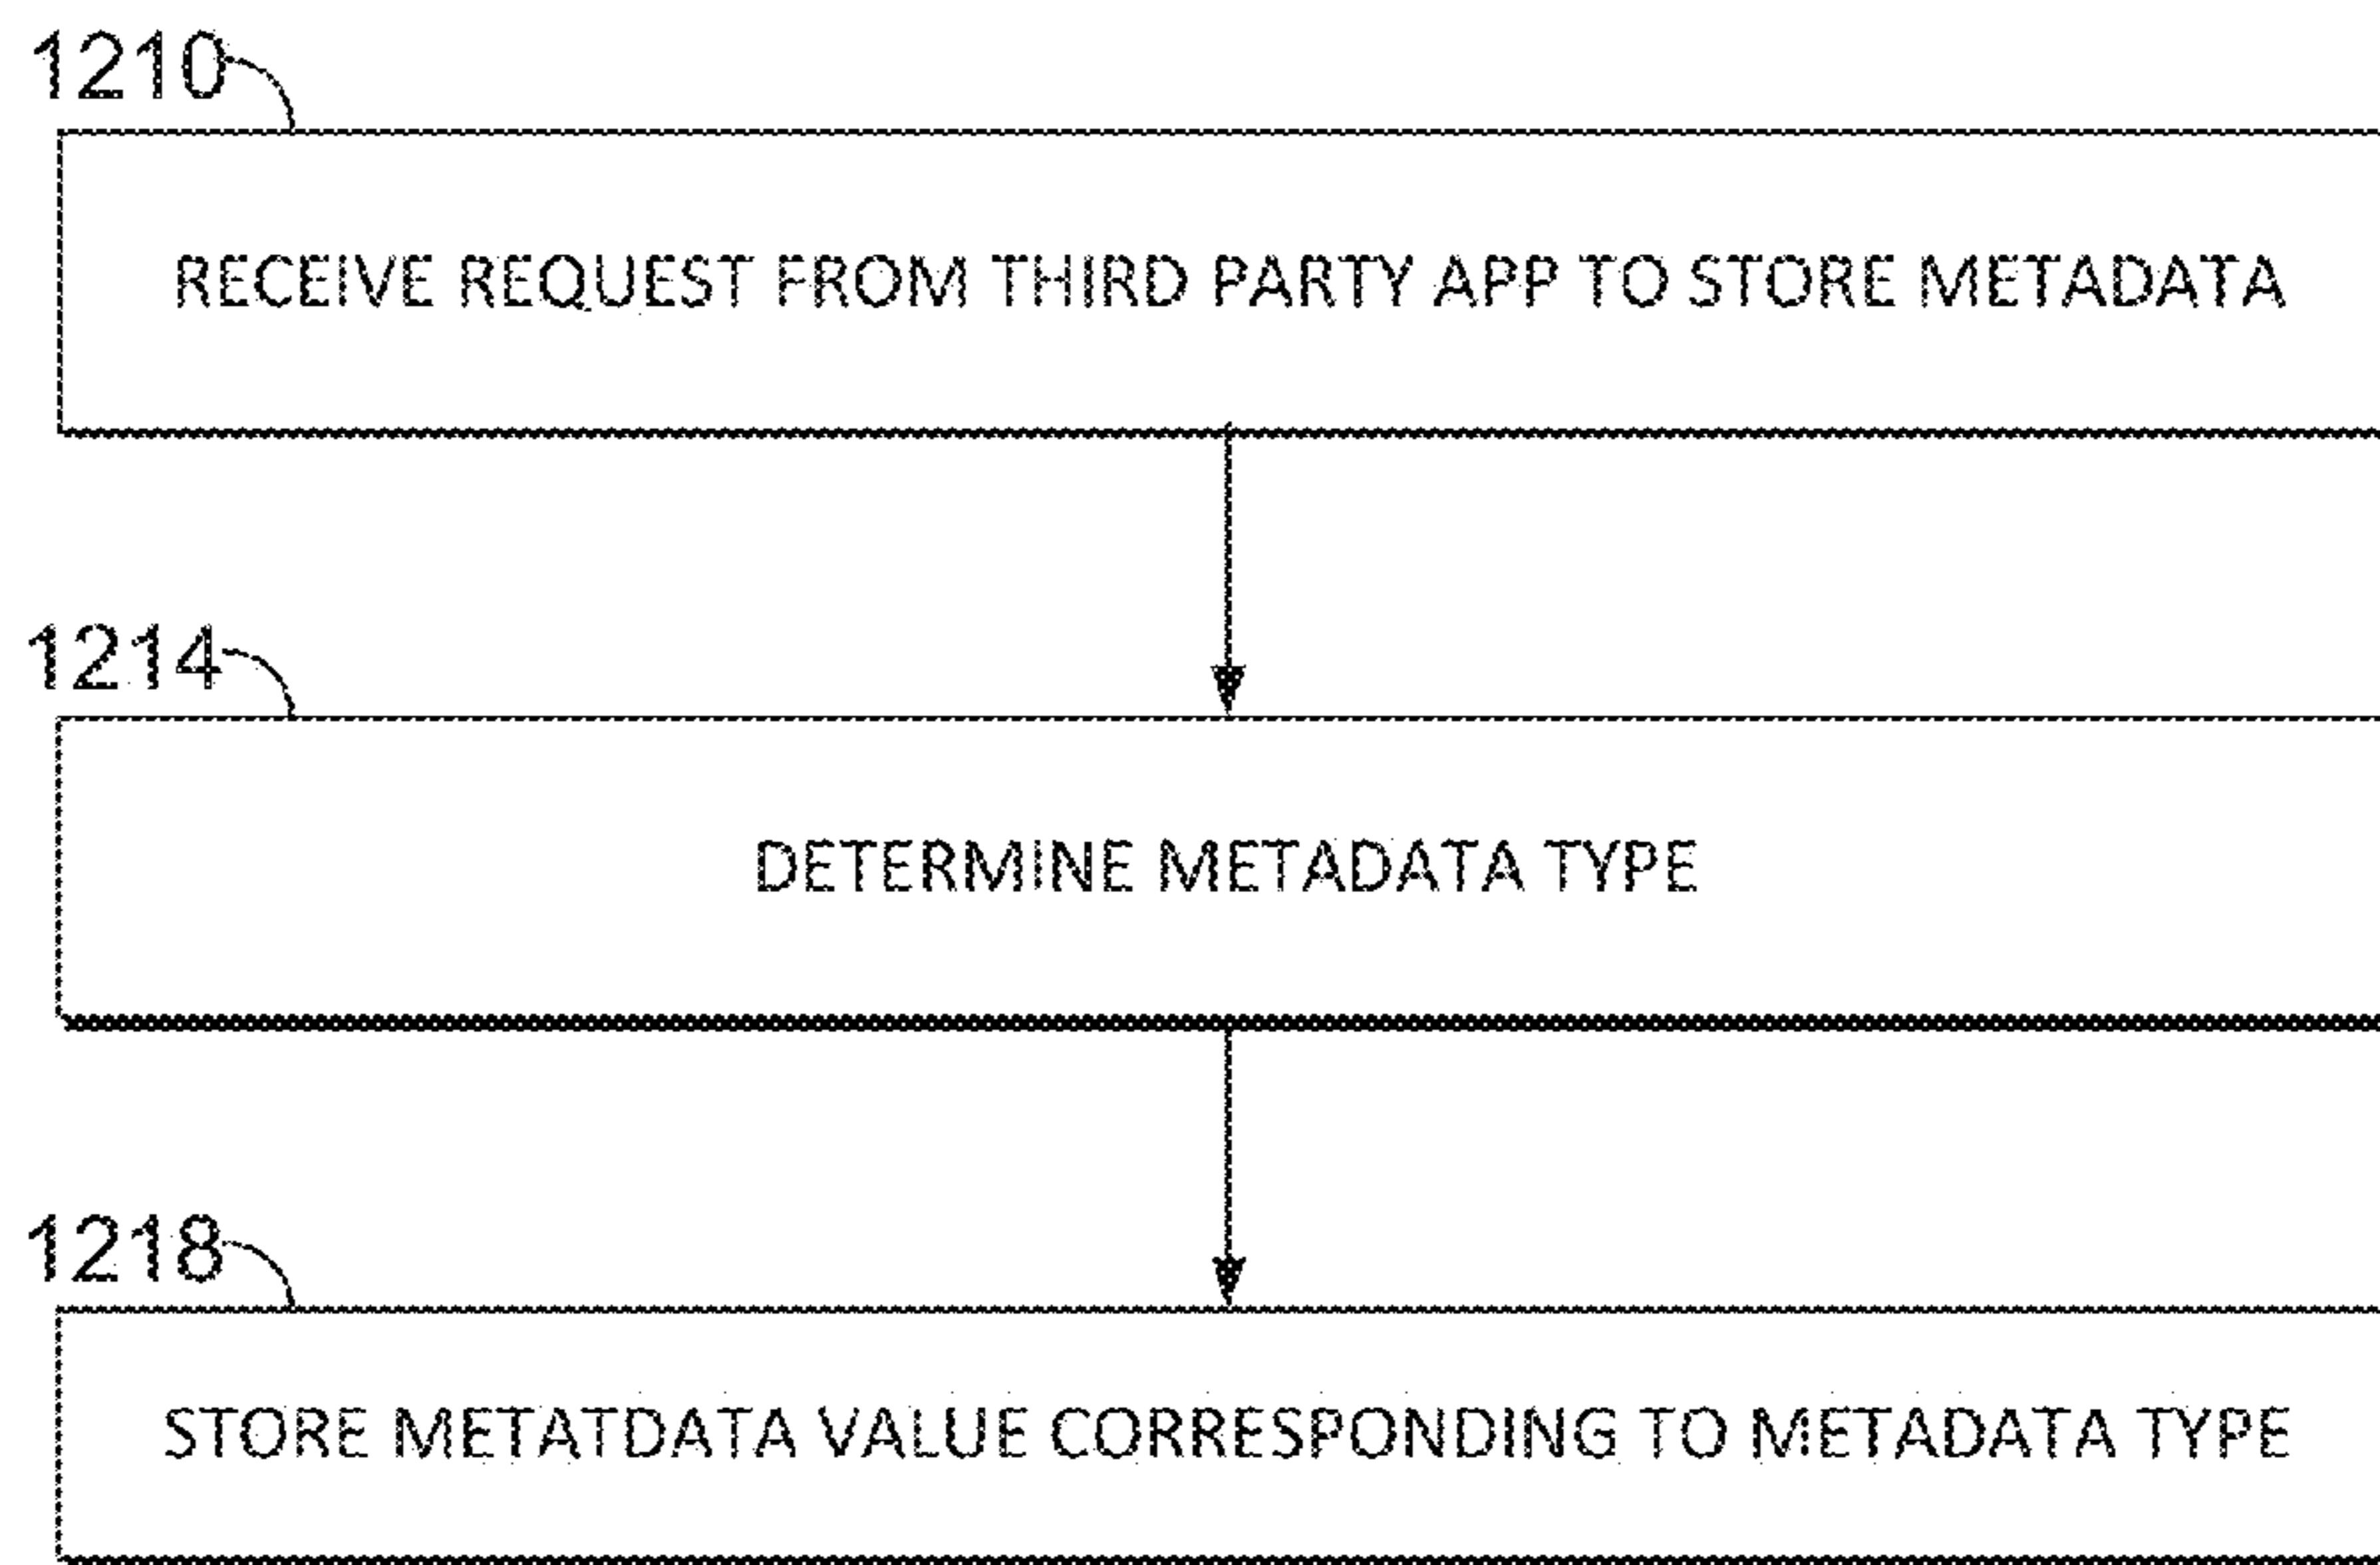 1210
RECEIVE REQUEST FROM THIRD PARTY APP TO STORE METADATA
1214
DETERMINE METADATA TYPE
1218
STORE METATDATA VALUE CORRESPONDING TO METADATA TYPE